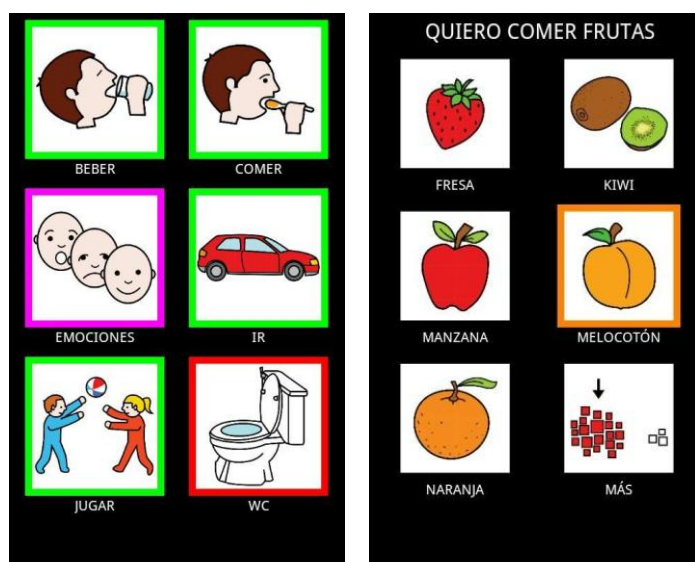 BEBER COMER
EMOCIONES IR
JUGAR WC
QUIERO COMER FRUTAS
FRESA KIWI
MANZANA MELOCOTÓN
NARANJA MÁS